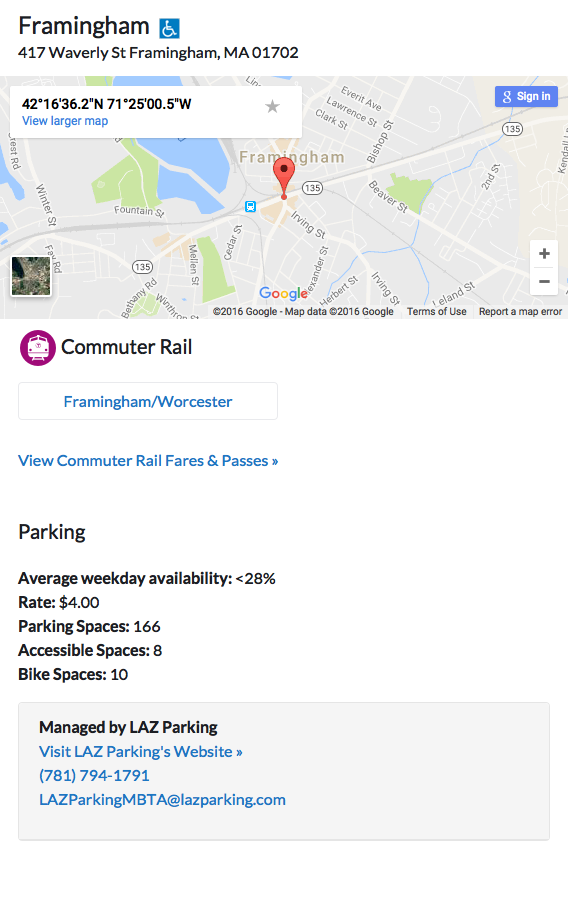 Framingham
417 Waverly St Framingham, MA 01702
42°16'36.2"N 71°25'00.5"W
View larger map
Sign in
Everit Ave
Lawrence St
Clark St
Bishop St
135
Kendall
Framingham
2nd St
Winter St
135
Beaver St
Fountain St
Irving St
Cedar St
Mellen St
135
Bethany Rd
Winthrop
Herbert St
Irving St
Leland St
Google
©2016 Google - Map data ©2016 Google Terms of Use Report a map error
Commuter Rail
Framingham/Worcester
View Commuter Rail Fares & Passes »
Parking
Average weekday availability: <28%
Rate: $4.00
Parking Spaces: 166
Accessible Spaces: 8
Bike Spaces: 10
Managed by LAZ Parking
Visit LAZ Parking's Website »
(781) 794-1791
LAZParkingMBTA@lazparking.com